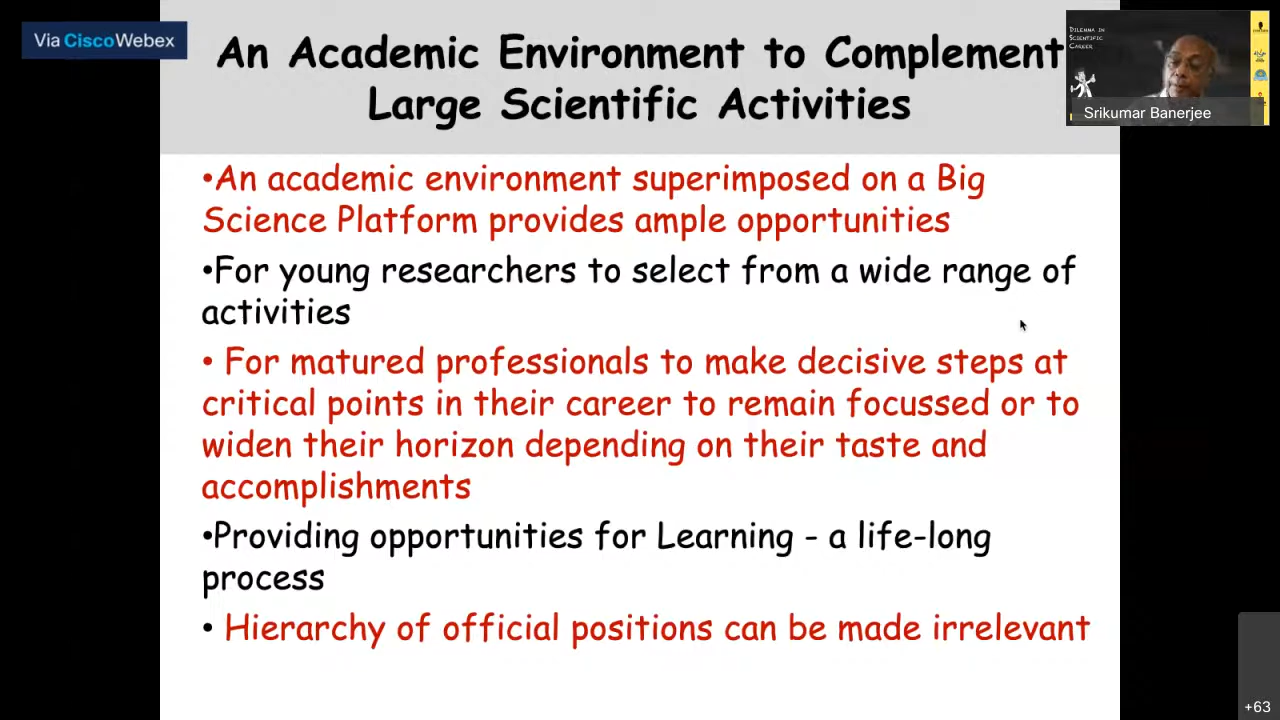 Via CiscoWebex
An Academic Environment to Complement
Large Scientific Activities
DILEMMA IN
SCIENTIFIC
CAREER
Srikumar Banerjee
•An academic environment superimposed on a Big
Science Platform provides ample opportunities
•For young researchers to select from a wide range of
activities
• For matured professionals to make decisive steps at
critical points in their career to remain focussed or to
widen their horizon depending on their taste and
accomplishments
•Providing opportunities for Learning - a life-long
process
• Hierarchy of official positions can be made irrelevant
+63